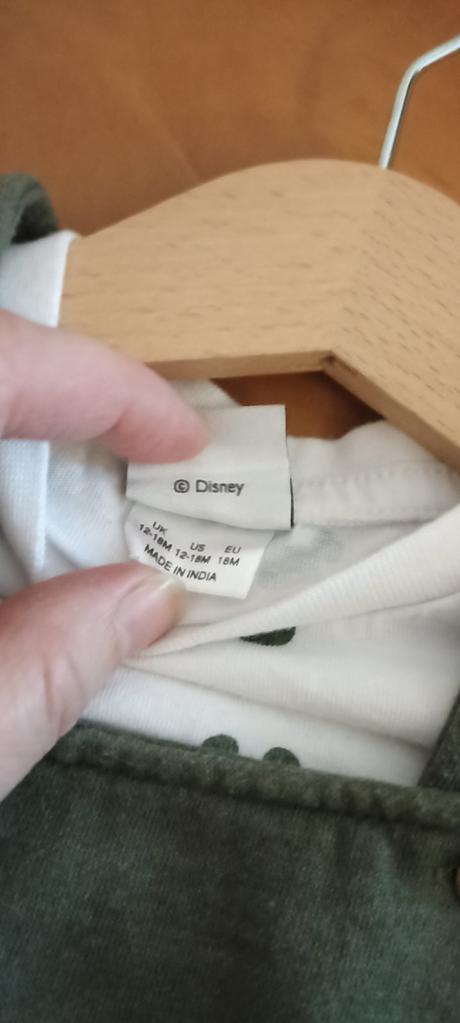 © Disney
UK US EU
12-18M 12-18M 18M
MADE IN INDIA